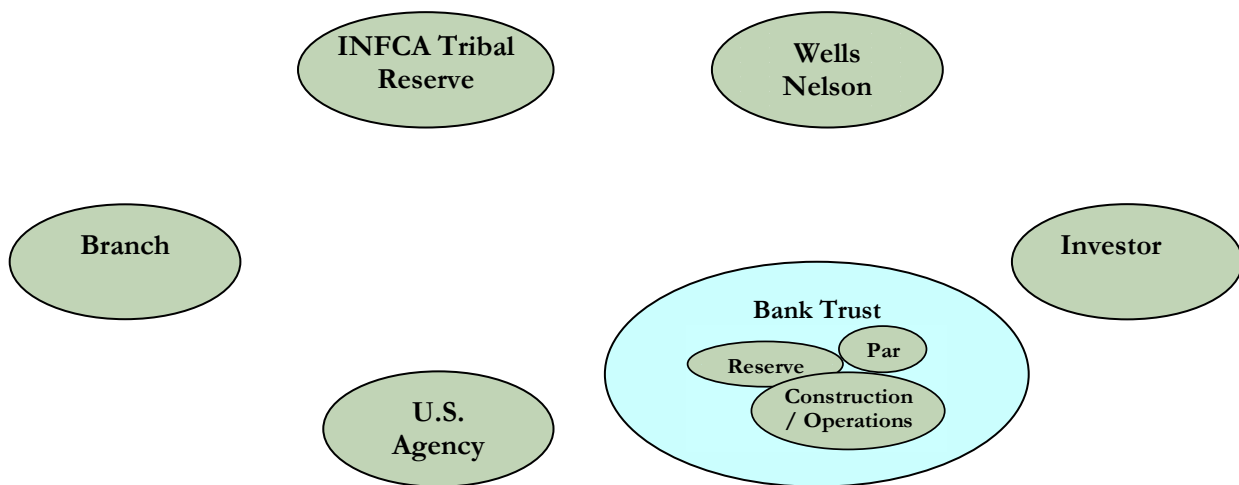 INFCA Tribal
Reserve
Wells
Nelson
Branch
Investor
Bank Trust
Par
Reserve
Construction
/ Operations
U.S.
Agency